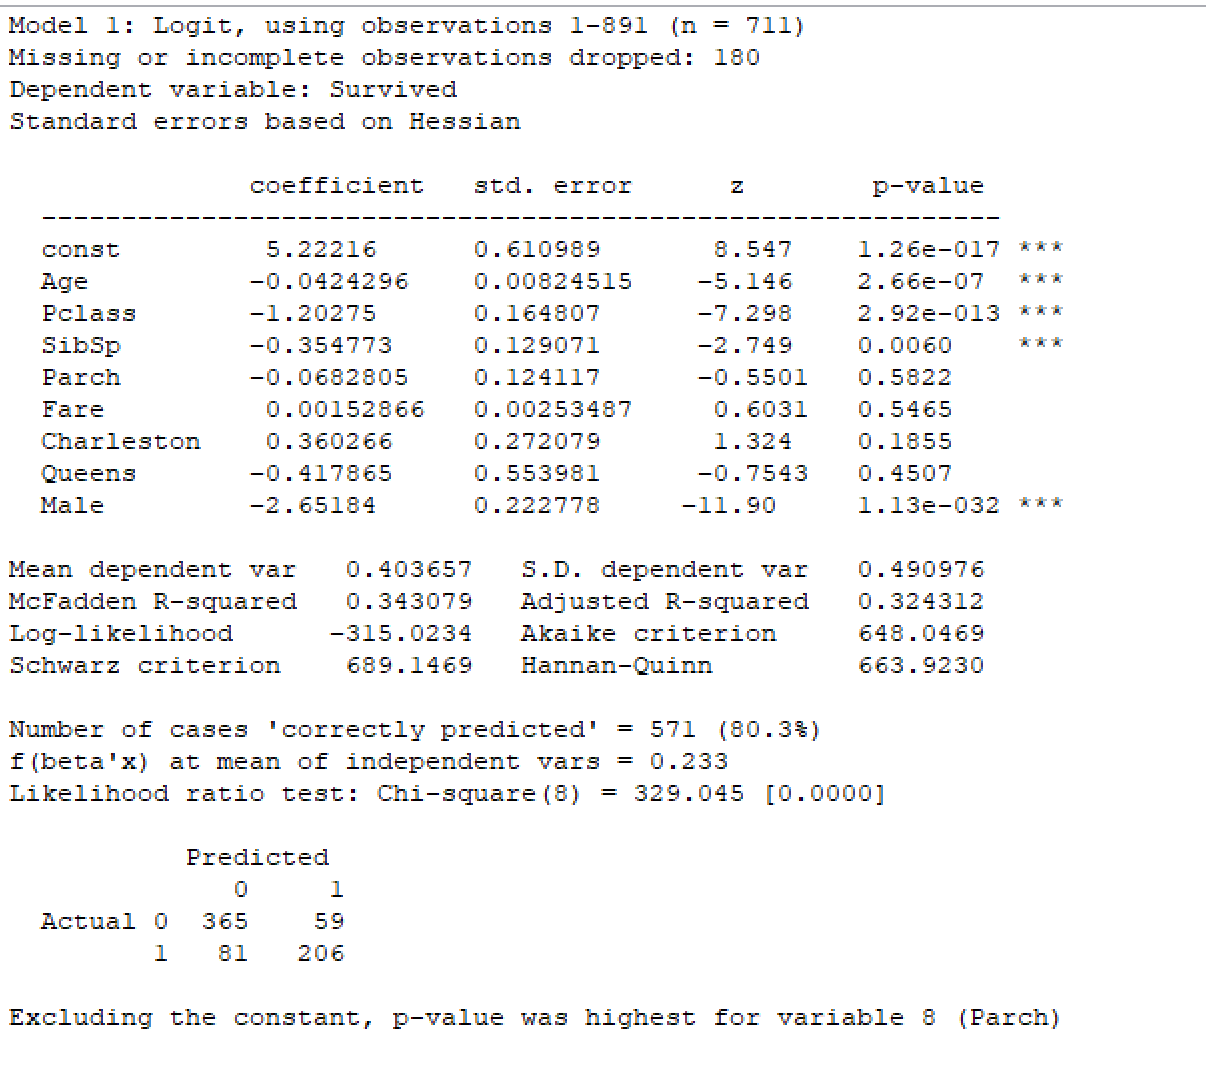 Model 1: Logit, using observations 1-891 (n = 711)
Missing or incomplete observations dropped: 180
Dependent variable: Survived
Standard errors based on Hessian
coefficient std. error z p-value
---------------------------------------------------------------
const 5.22216 0.610989 8.547 1.26e-017 ***
Age -0.0424296 0.00824515 -5.146 2.66e-07 ***
Pclass -1.20275 0.164807 -7.298 2.92e-013 ***
SibSp -0.354773 0.129071 -2.749 0.0060 ***
Parch -0.0682805 0.124117 -0.5501 0.5822
Fare 0.00152866 0.00253487 0.6031 0.5465
Charleston 0.360266 0.272079 1.324 0.1855
Queens -0.417865 0.553981 -0.7543 0.4507
Male -2.65184 0.222778 -11.90 1.13e-032 ***
Mean dependent var 0.403657 S.D. dependent var 0.490976
McFadden R-squared 0.343079 Adjusted R-squared 0.324312
Log-likelihood -315.0234 Akaike criterion 648.0469
Schwarz criterion 689.1469 Hannan-Quinn 663.9230
Number of cases 'correctly predicted' = 571 (80.3%)
f(beta'x) at mean of independent vars = 0.233
Likelihood ratio test: Chi-square(8) = 329.045 [0.0000]
Predicted
0 1
Actual 0 365 59
1 81 206
Excluding the constant, p-value was highest for variable 8 (Parch)